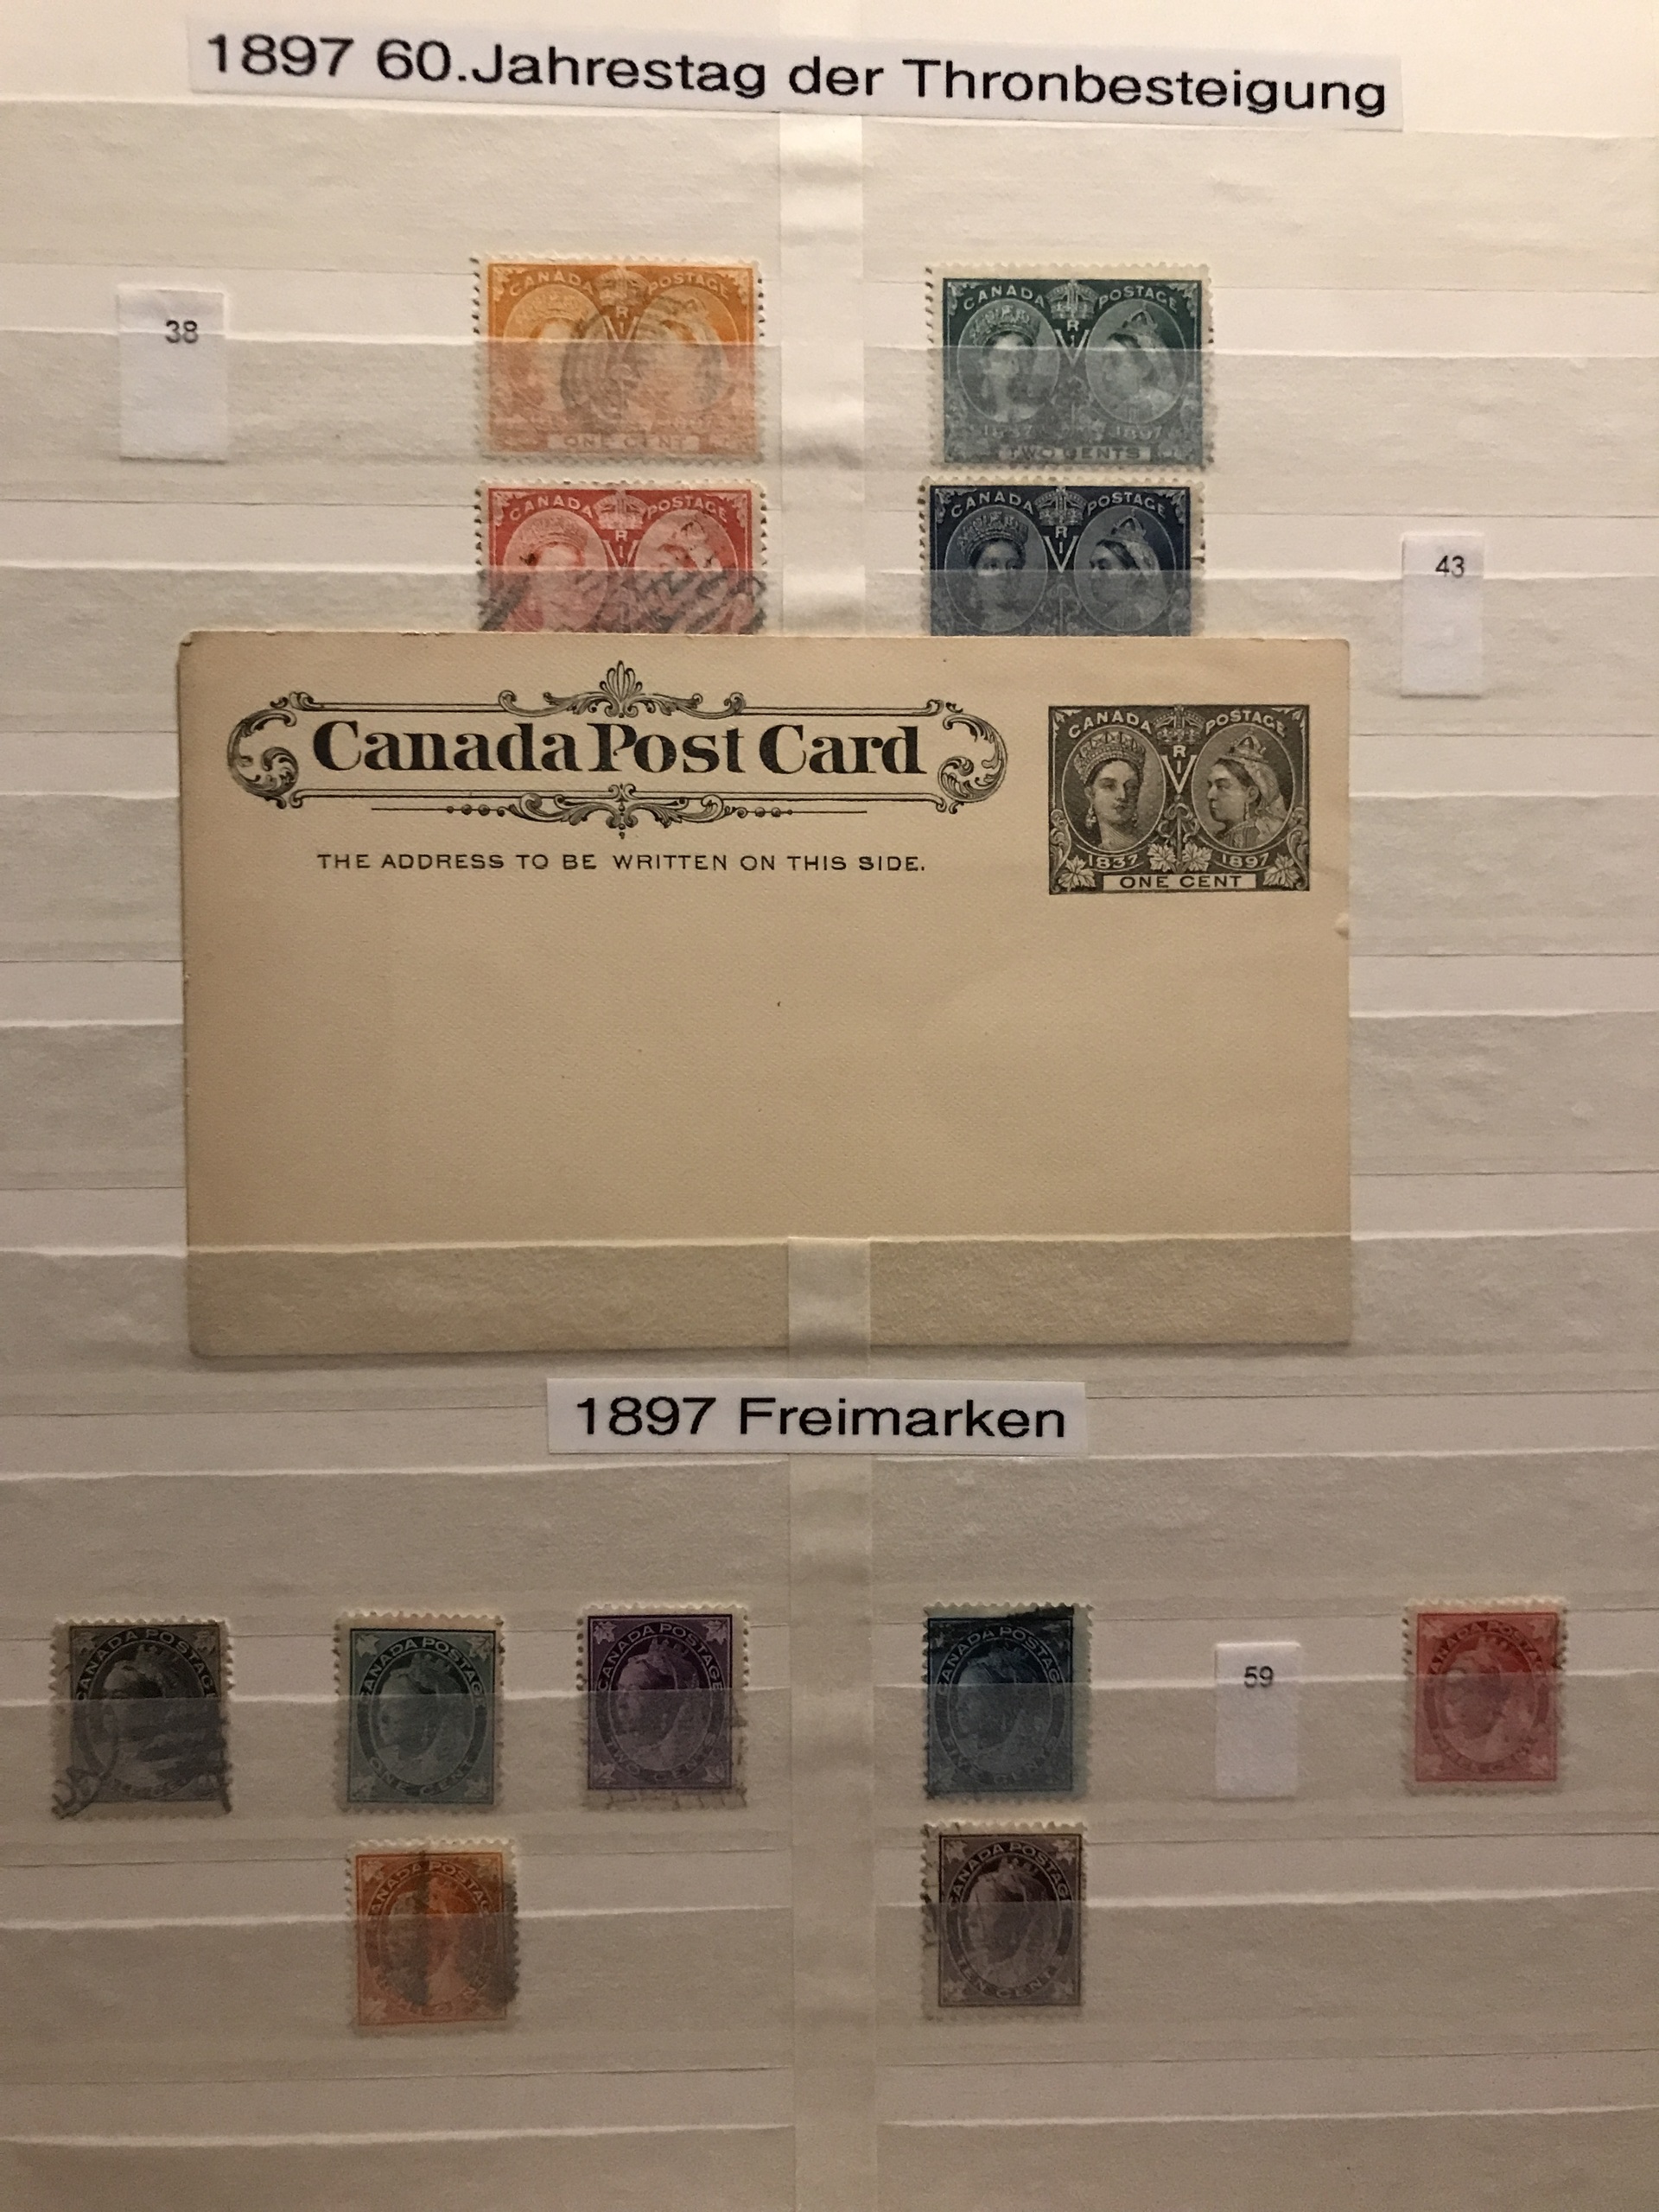 1897 60.Jahrestag der Thronbesteigung
38
CANADA POSTAGE
R
V I
ONE CENT
CANADA POSTAGE
R
V I
1837 1897
TWO CENTS
CANADA POSTAGE
R
V I
CANADA POSTAGE
R
V I
43
Canada Post Card
THE ADDRESS TO BE WRITTEN ON THIS SIDE.
CANADA POSTAGE
R
V I
1837 1897
ONE CENT
1897 Freimarken
CANADA POSTAGE
CANADA POSTAGE
ONE CENT
CANADA POSTAGE
TWO CENTS
CANADA POSTAGE
FIVE CENTS
59
CANADA POSTAGE
CANADA POSTAGE
CANADA POSTAGE
TEN CENTS